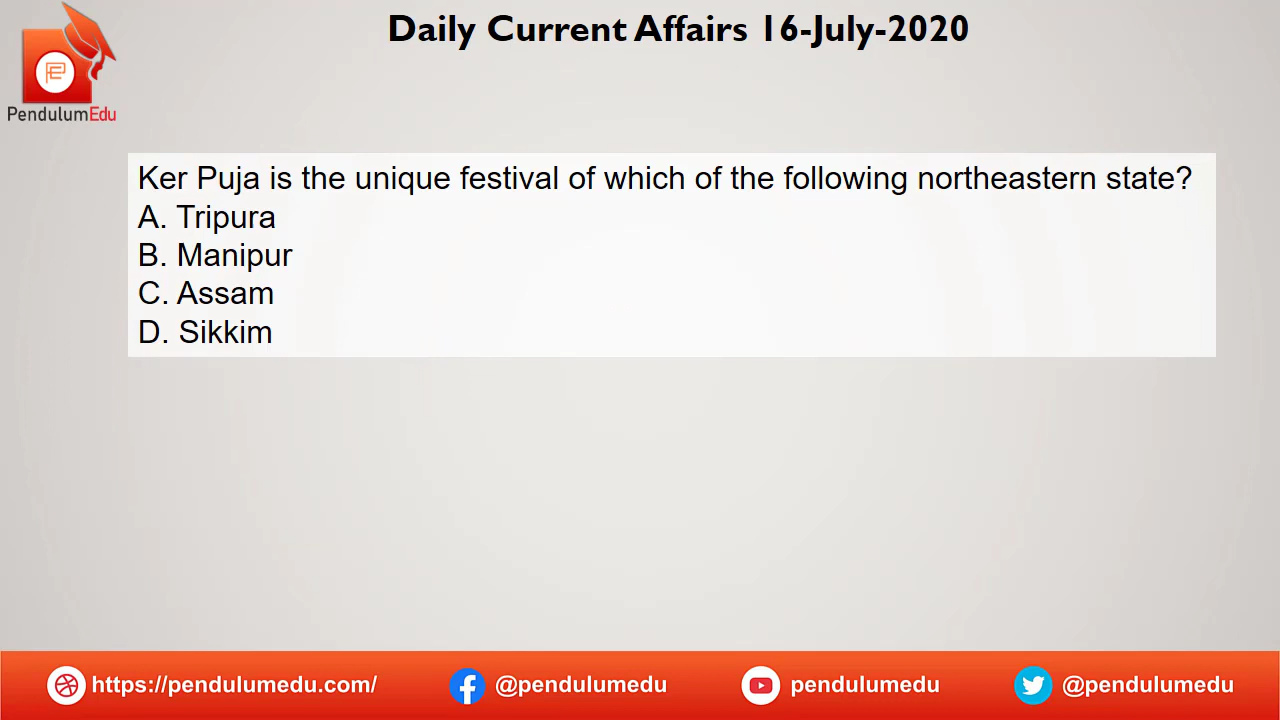 Daily Current Affairs 16-July-2020
PendulumEdu
Ker Puja is the unique festival of which of the following northeastern state?
A. Tripura
B. Manipur
C. Assam
D. Sikkim
https://pendulumedu.com/ @pendulumedu pendulumedu @pendulumedu